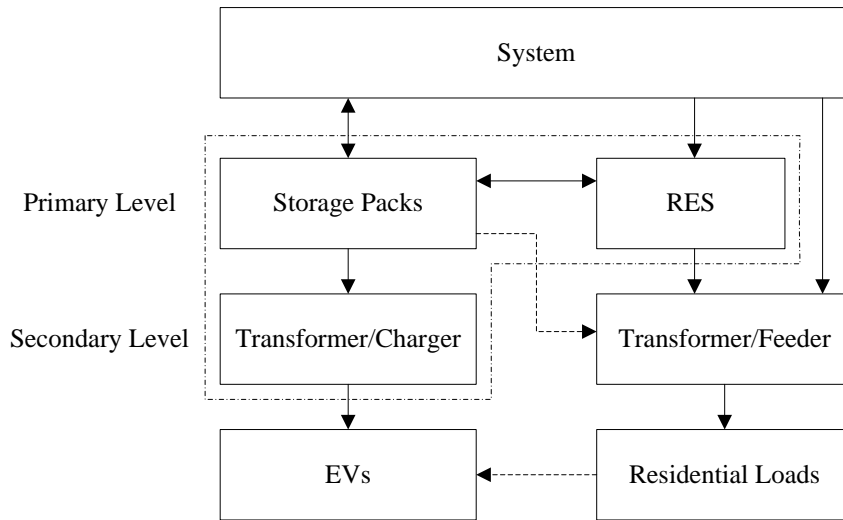 System
Primary Level
Storage Packs
RES
Secondary Level
Transformer/Charger
Transformer/Feeder
EVs
Residential Loads